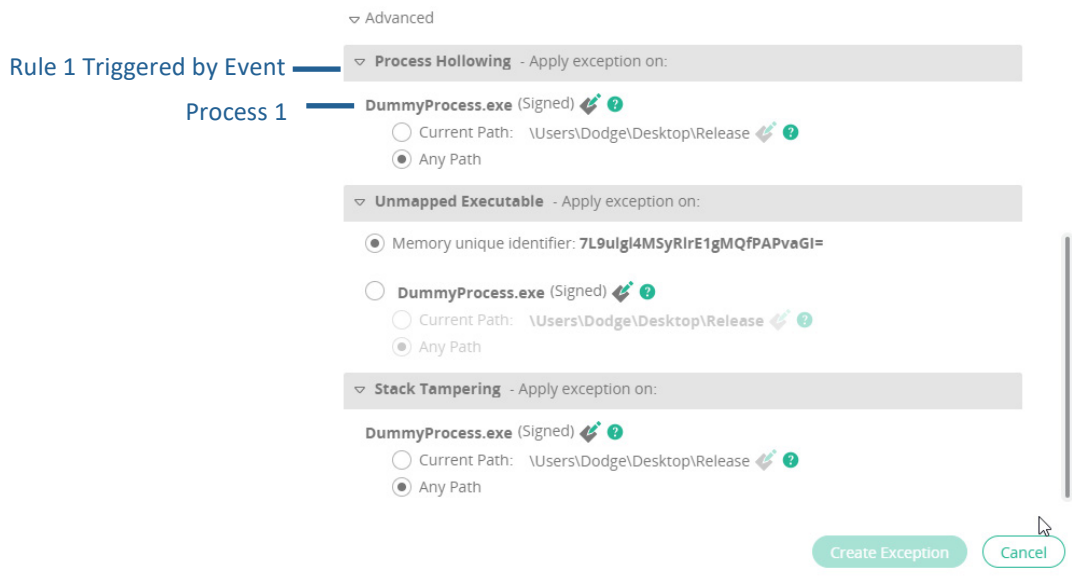 Advanced
Rule 1 Triggered by Event
Process Hollowing - Apply exception on:
Process 1
DummyProcess.exe (Signed) ?
Current Path: \Users\Dodge\Desktop\Release ?
Any Path
Unmapped Executable - Apply exception on:
Memory unique identifier: 7L9ulgl4MSyRlrE1gMQfPAPvaGI=
DummyProcess.exe (Signed) ?
Current Path: \Users\Dodge\Desktop\Release ?
Any Path
Stack Tampering - Apply exception on:
DummyProcess.exe (Signed) ?
Current Path: \Users\Dodge\Desktop\Release ?
Any Path
Create Exception
Cancel